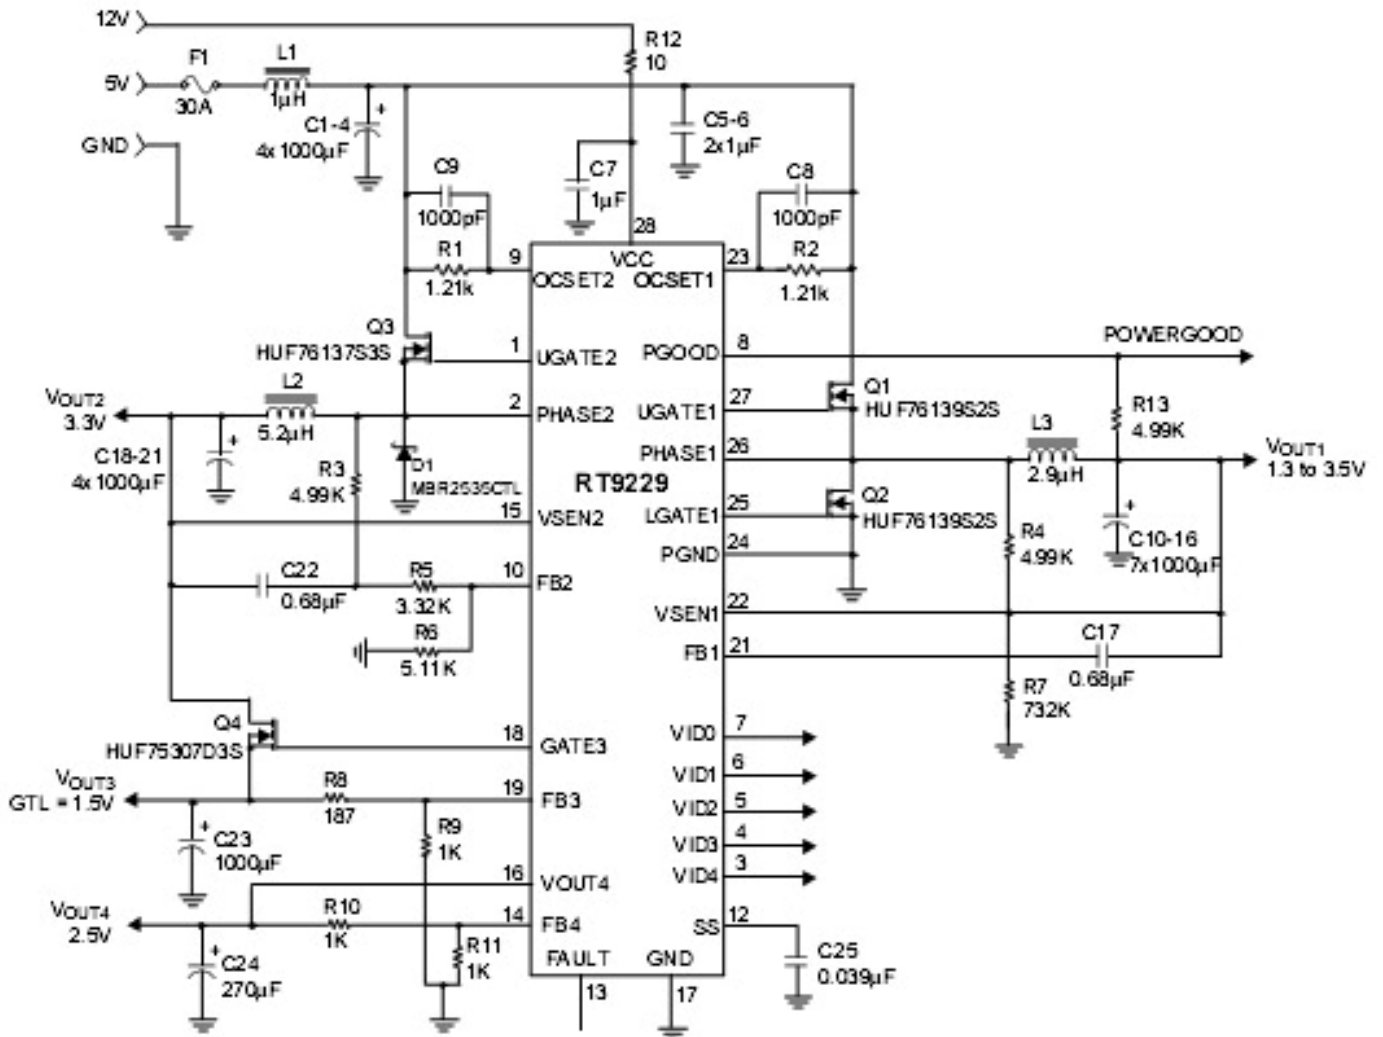 12V
R12
10
F1
L1
5V
30A
1µH
C1-4
4x1000µF
C5-6
2x1µF
GND
C9
1000pF
C7
1µF
C8
1000pF
28
R1
1.21k
9
VCC
23
R2
1.21k
OCSET2
OCSET1
Q3
HUF76137S3S
1
UGATE2
PGOOD
8
POWERGOOD
VOUT2
3.3V
L2
5.2µH
2
PHASE2
UGATE1
27
Q1
HUF76139S2S
R13
4.99K
L3
2.9µH
VOUT1
1.3 to 3.5V
C18-21
4x1000µF
R3
4.99K
D1
MBR2535CTL
PHASE1
26
RT9229
15
VSEN2
LGATE1
25
Q2
HUF76139S2S
R4
4.99K
C10-16
7x1000µF
PGND
24
C22
0.68µF
R5
3.32K
10
FB2
R6
5.11K
VSEN1
22
FB1
21
C17
0.68µF
R7
732K
Q4
HUF75307D3S
18
GATE3
VID0
7
VID1
6
VOUT3
GTL = 1.5V
R8
187
19
FB3
VID2
5
C23
1000µF
R9
1K
VID3
4
VID4
3
16
VOUT4
VOUT4
2.5V
R10
1K
14
FB4
SS
12
C24
270µF
R11
1K
FAULT
GND
C25
0.039µF
13
17